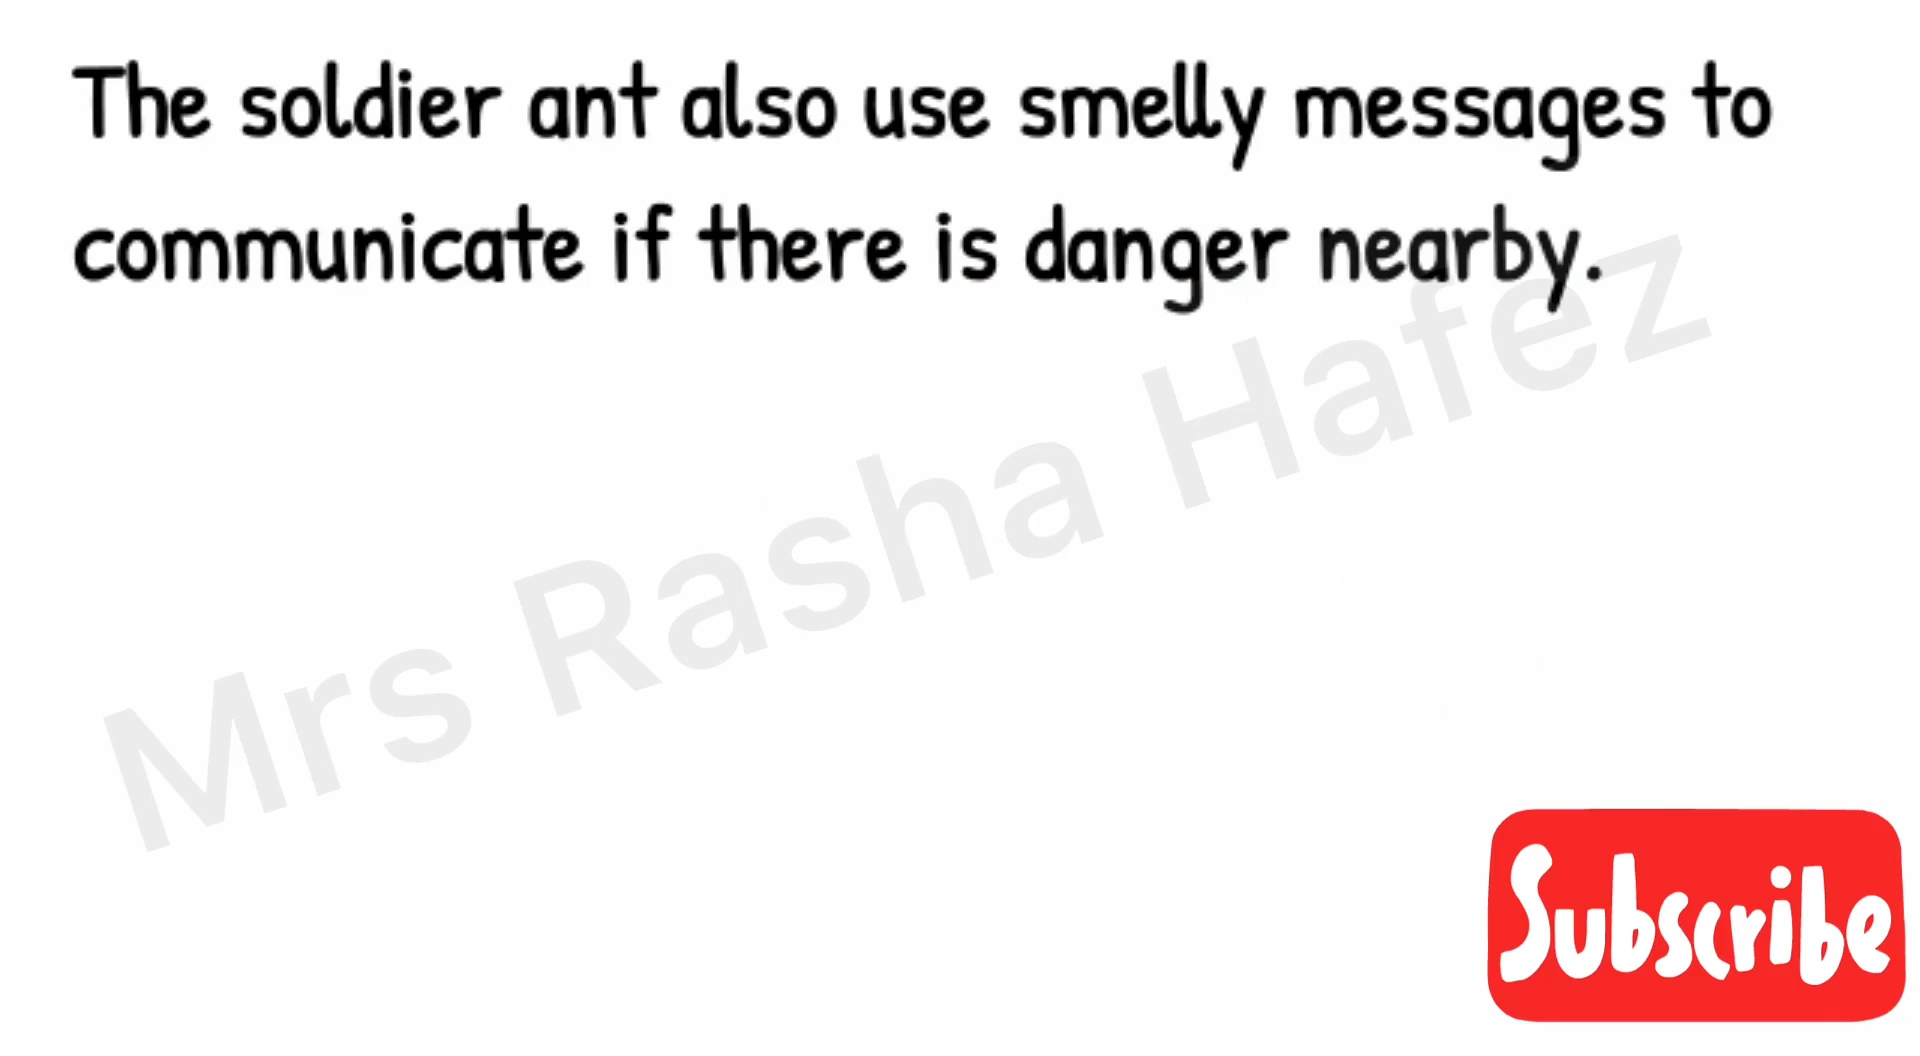 The soldier ant also use smelly messages to
communicate if there is danger nearby.
Mrs Rasha Hafez
Subscribe